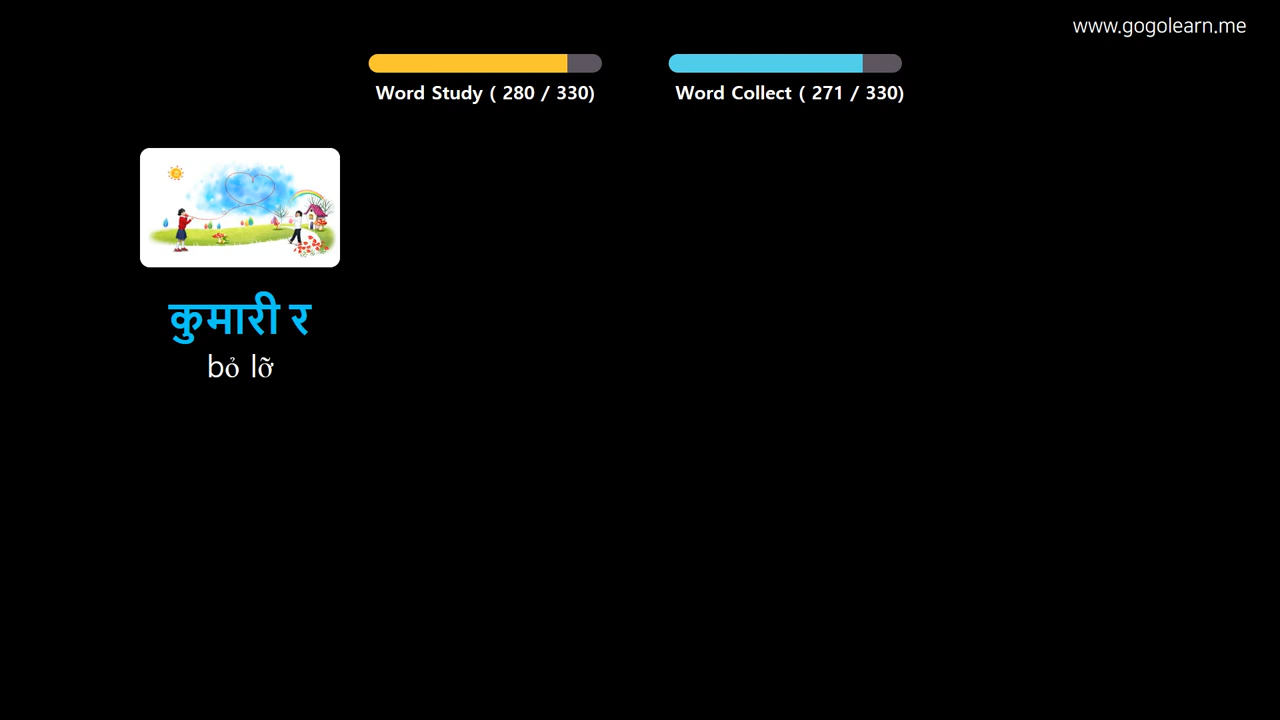 www.gogolearn.me
Word Study ( 280 / 330)
Word Collect ( 271 / 330)
कुमारी र
bỏ lỡ